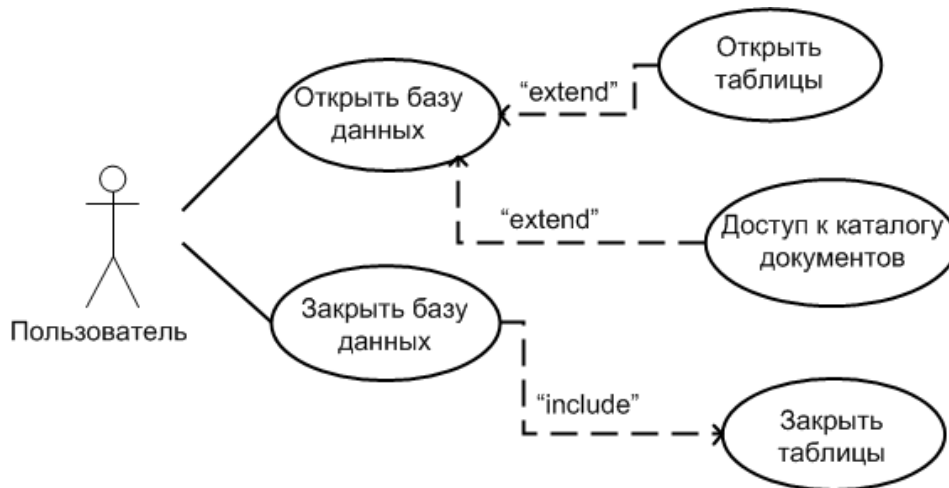 Открыть
таблицы
Открыть базу
данных
“extend”
“extend”
Доступ к каталогу
документов
Пользователь
Закрыть базу
данных
“include”
Закрыть
таблицы